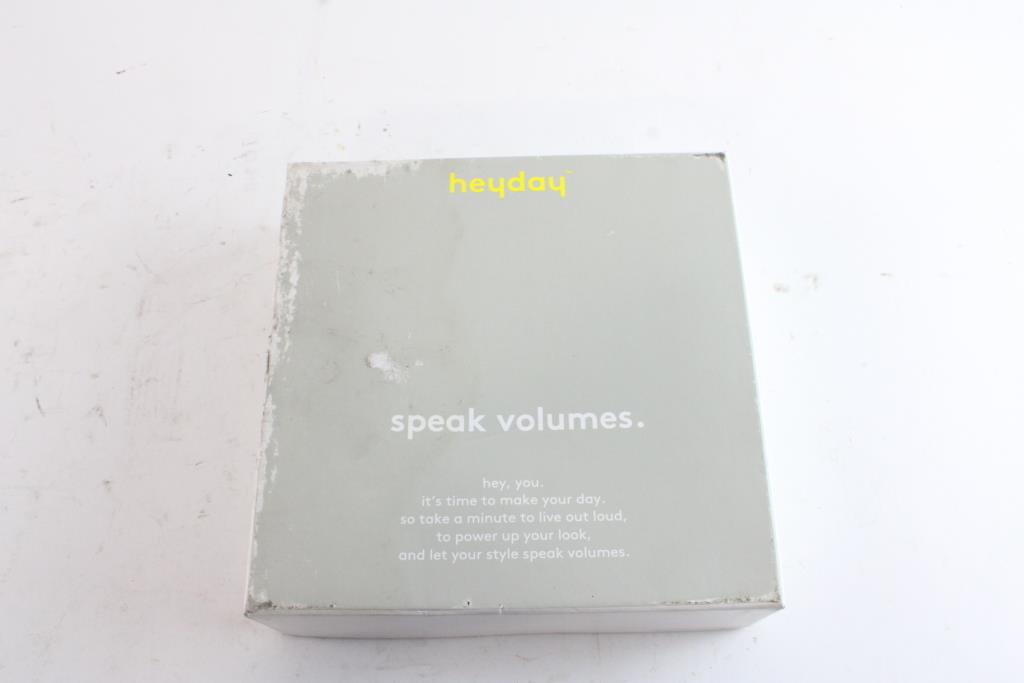 heyday™
speak volumes.
hey, you.
it's time to make your day.
so take a minute to live out loud,
to power up your look,
and let your style speak volumes.